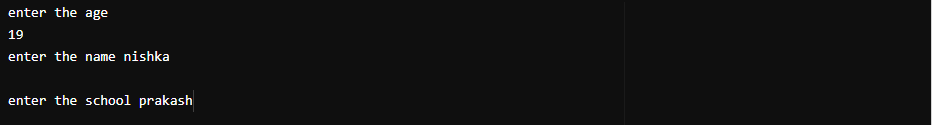 enter the age
19
enter the name nishka
enter the school prakash